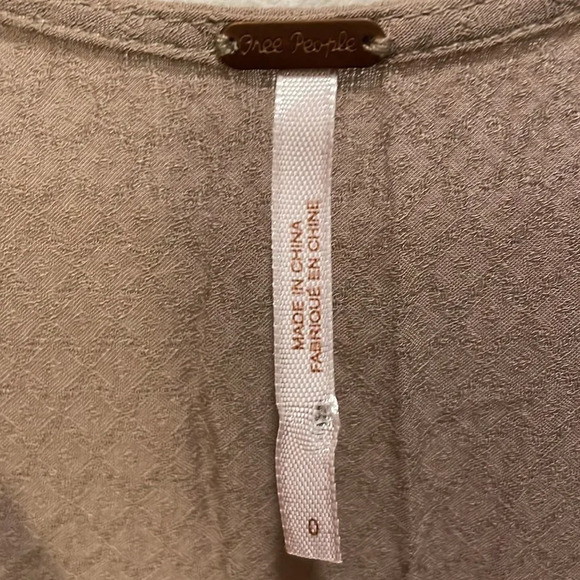 Free People
MADE IN CHINA
FABRIQUÉ EN CHINE
0